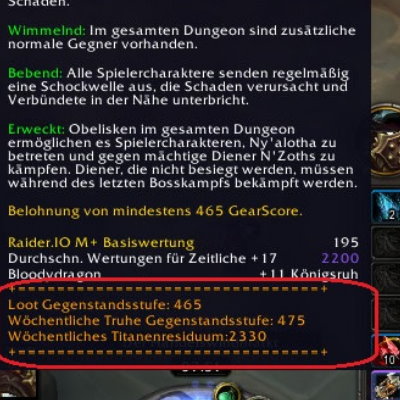 Schaden.
Wimmelnd: Im gesamten Dungeon sind zusätzliche
normale Gegner vorhanden.
Bebend: Alle Spielercharaktere senden regelmäßig
eine Schockwelle aus, die Schaden verursacht und
Verbündete in der Nähe unterbricht.
Erweckt: Obelisken im gesamten Dungeon
ermöglichen es Spielercharakteren, Ny'alotha zu
betreten und gegen mächtige Diener N'Zoths zu
kämpfen. Diener, die nicht besiegt werden, müssen
während des letzten Bosskampfs bekämpft werden.
Belohnung von mindestens 465 GearScore.
Raider.IO M+ Basiswertung 195
Durchschn. Wertungen für Zeitliche +17 2200
Bloodydragon +11 Königsruh
+==============================+
Loot Gegenstandsstufe: 465
Wöchentliche Truhe Gegenstandsstufe: 475
Wöchentliches Titanenresiduum:2330
+==============================+
2
10